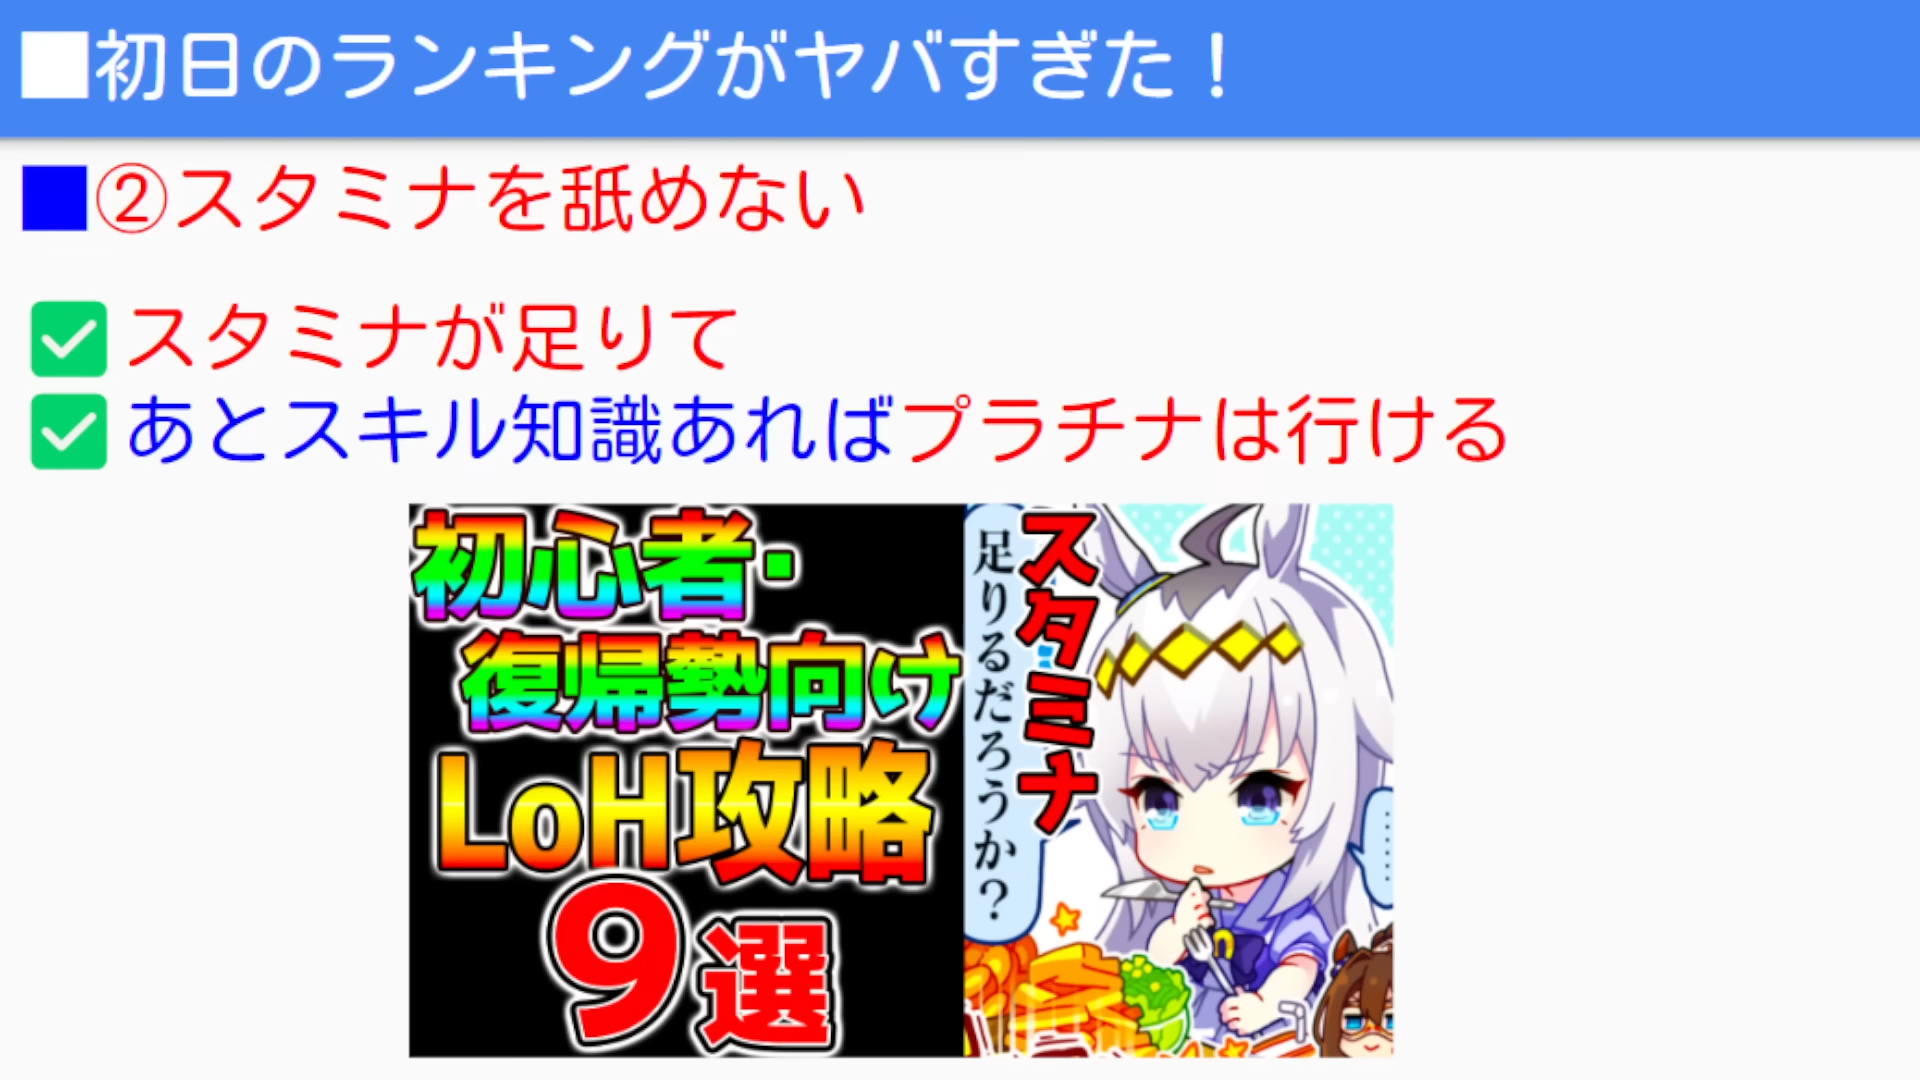 ■初日のランキングがヤバすぎた！
■②スタミナを舐めない
✅スタミナが足りて
✅あとスキル知識あればプラチナは行ける
初心者・
復帰勢向け
LoH攻略
9選
スタミナ
足りるだろうか？
……